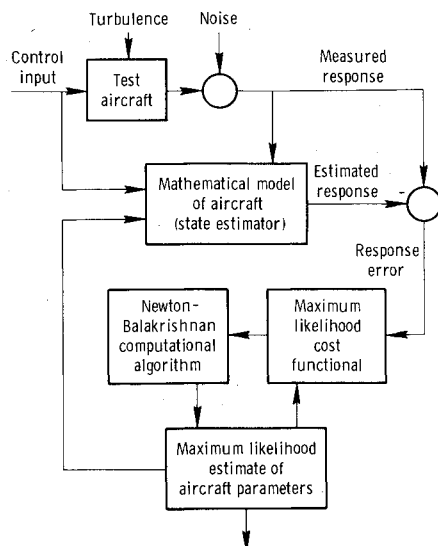 Turbulence
Noise
Control
input
Test
aircraft
Measured
response
Mathematical model
of aircraft
(state estimator)
Estimated
response
-
Response
error
Newton-
Balakrishnan
computational
algorithm
Maximum
likelihood
cost
functional
Maximum likelihood
estimate of
aircraft parameters